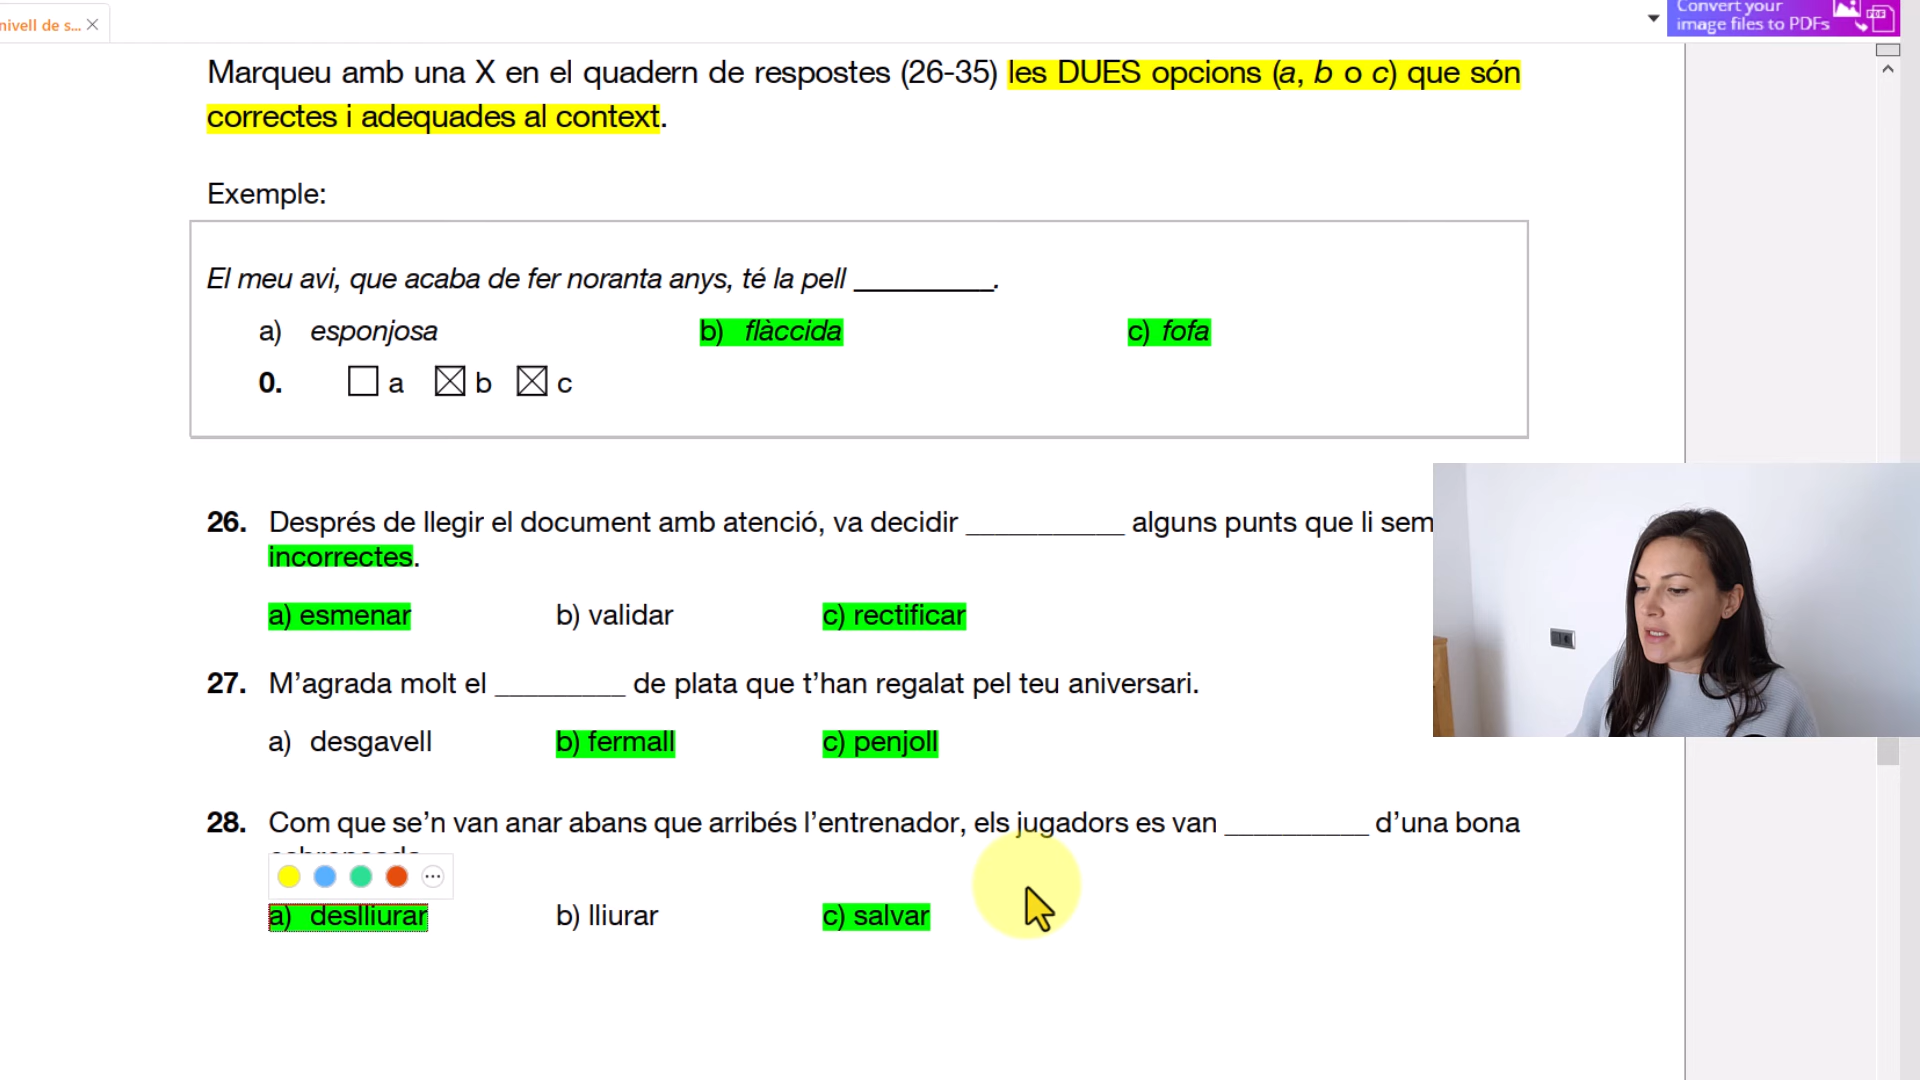 nivell de s...
Convert your
image files to PDFs
PDF
Marqueu amb una X en el quadern de respostes (26-35) les DUES opcions (a, b o c) que són
correctes i adequades al context.
Exemple:
El meu avi, que acaba de fer noranta anys, té la pell __________.
a) esponjosa b) flàccida c) fofa
0. a b c
26. Després de llegir el document amb atenció, va decidir ___________ alguns punts que li sem
incorrectes.
a) esmenar b) validar c) rectificar
27. M’agrada molt el _________ de plata que t’han regalat pel teu aniversari.
a) desgavell b) fermall c) penjoll
28. Com que se’n van anar abans que arribés l’entrenador, els jugadors es van __________ d’una bona
a) deslliurar b) lliurar c) salvar